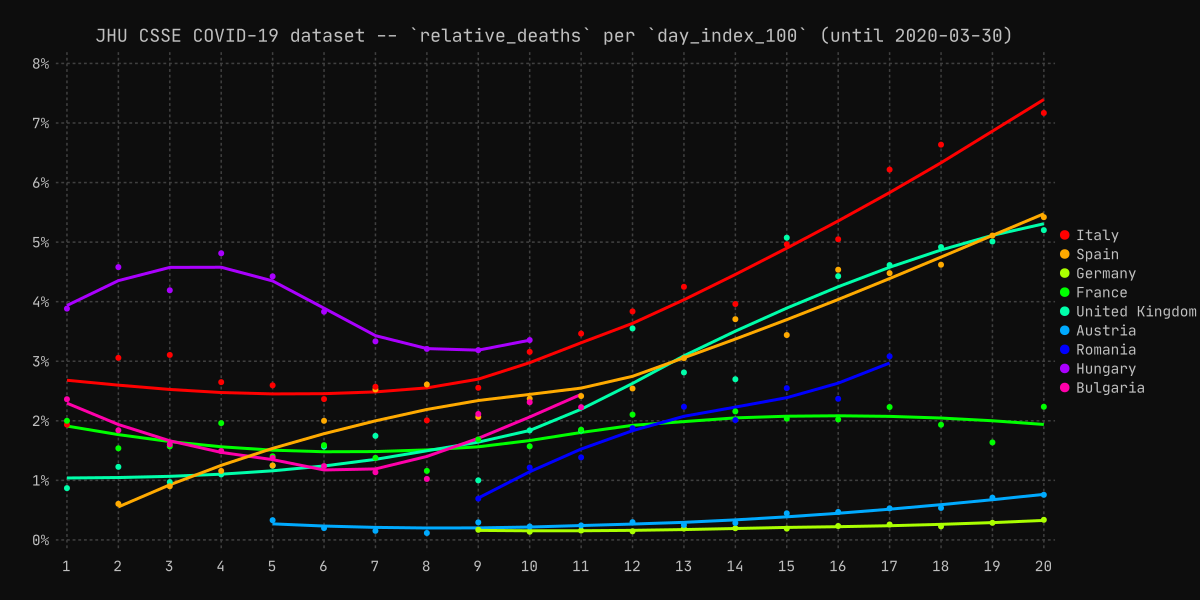 JHU CSSE COVID-19 dataset -- `relative_deaths` per `day_index_100` (until 2020-03-30)
8%
7%
6%
5%
4%
3%
2%
1%
0%
1 2 3 4 5 6 7 8 9 10 11 12 13 14 15 16 17 18 19 20
Italy
Spain
Germany
France
United Kingdom
Austria
Romania
Hungary
Bulgaria